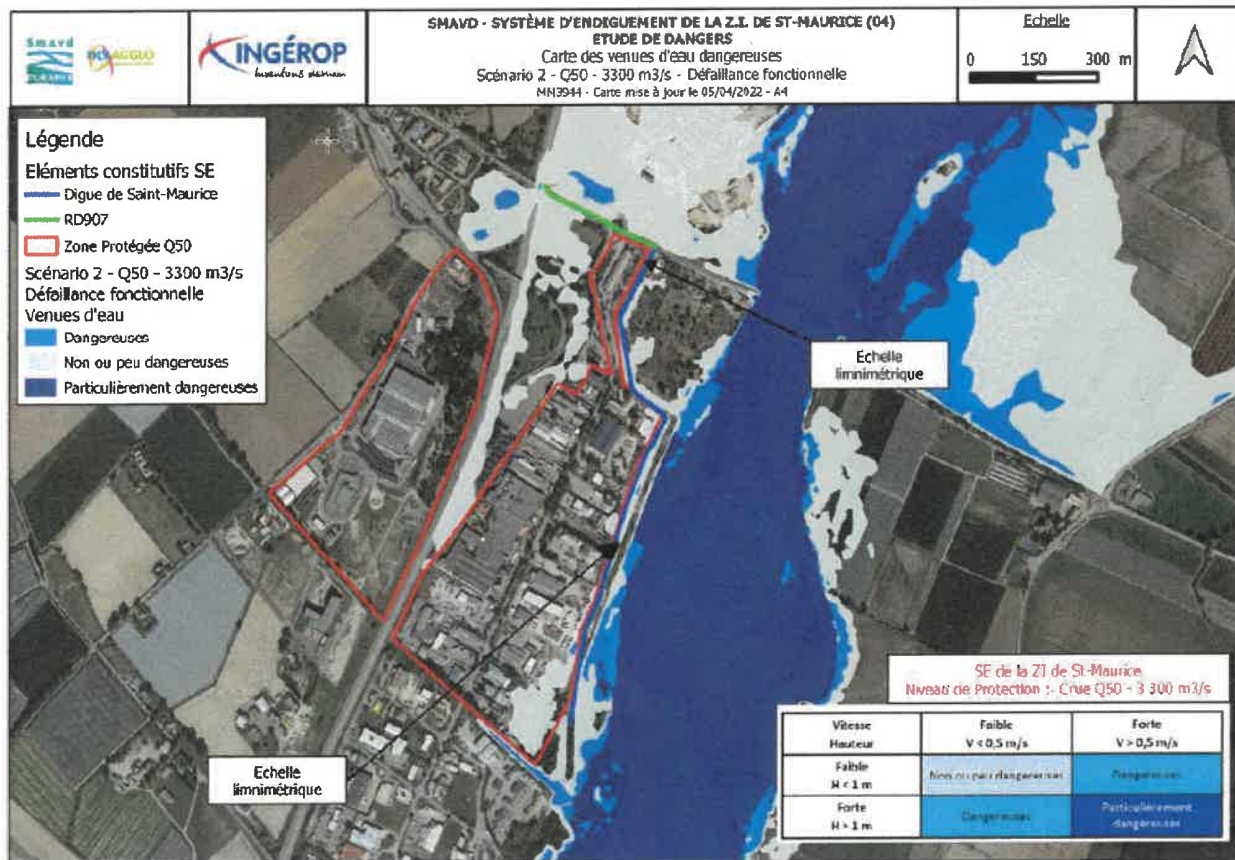 Smavd
DURANCE
DLVAGGLO
INGÉROP
Inventons demain
SMAVD - SYSTÈME D'ENDIGUEMENT DE LA Z.I. DE ST-MAURICE (04)
ETUDE DE DANGERS
Carte des venues d'eau dangereuses
Scénario 2 - Q50 - 3300 m3/s - Défaillance fonctionnelle
MN3944 - Carte mise à jour le 05/04/2022 - A4
Echelle
0 150 300 m
Légende
Eléments constitutifs SE
Digue de Saint-Maurice
RD907
Zone Protégée Q50
Scénario 2 - Q50 - 3300 m3/s
Défaillance fonctionnelle
Venues d'eau
Dangereuses
Non ou peu dangereuses
Particulièrement dangereuses
Echelle
limnimétrique
Echelle
limnimétrique
SE de la ZI de St-Maurice
Niveau de Protection :- Crue Q50 - 3 300 m3/s
Vitesse
Hauteur
Faible
V < 0,5 m/s
Forte
V > 0,5 m/s
Faible
H < 1 m
Non ou peu dangereuses
Dangereuses
Forte
H > 1 m
Dangereuses
Particulièrement
dangereuses